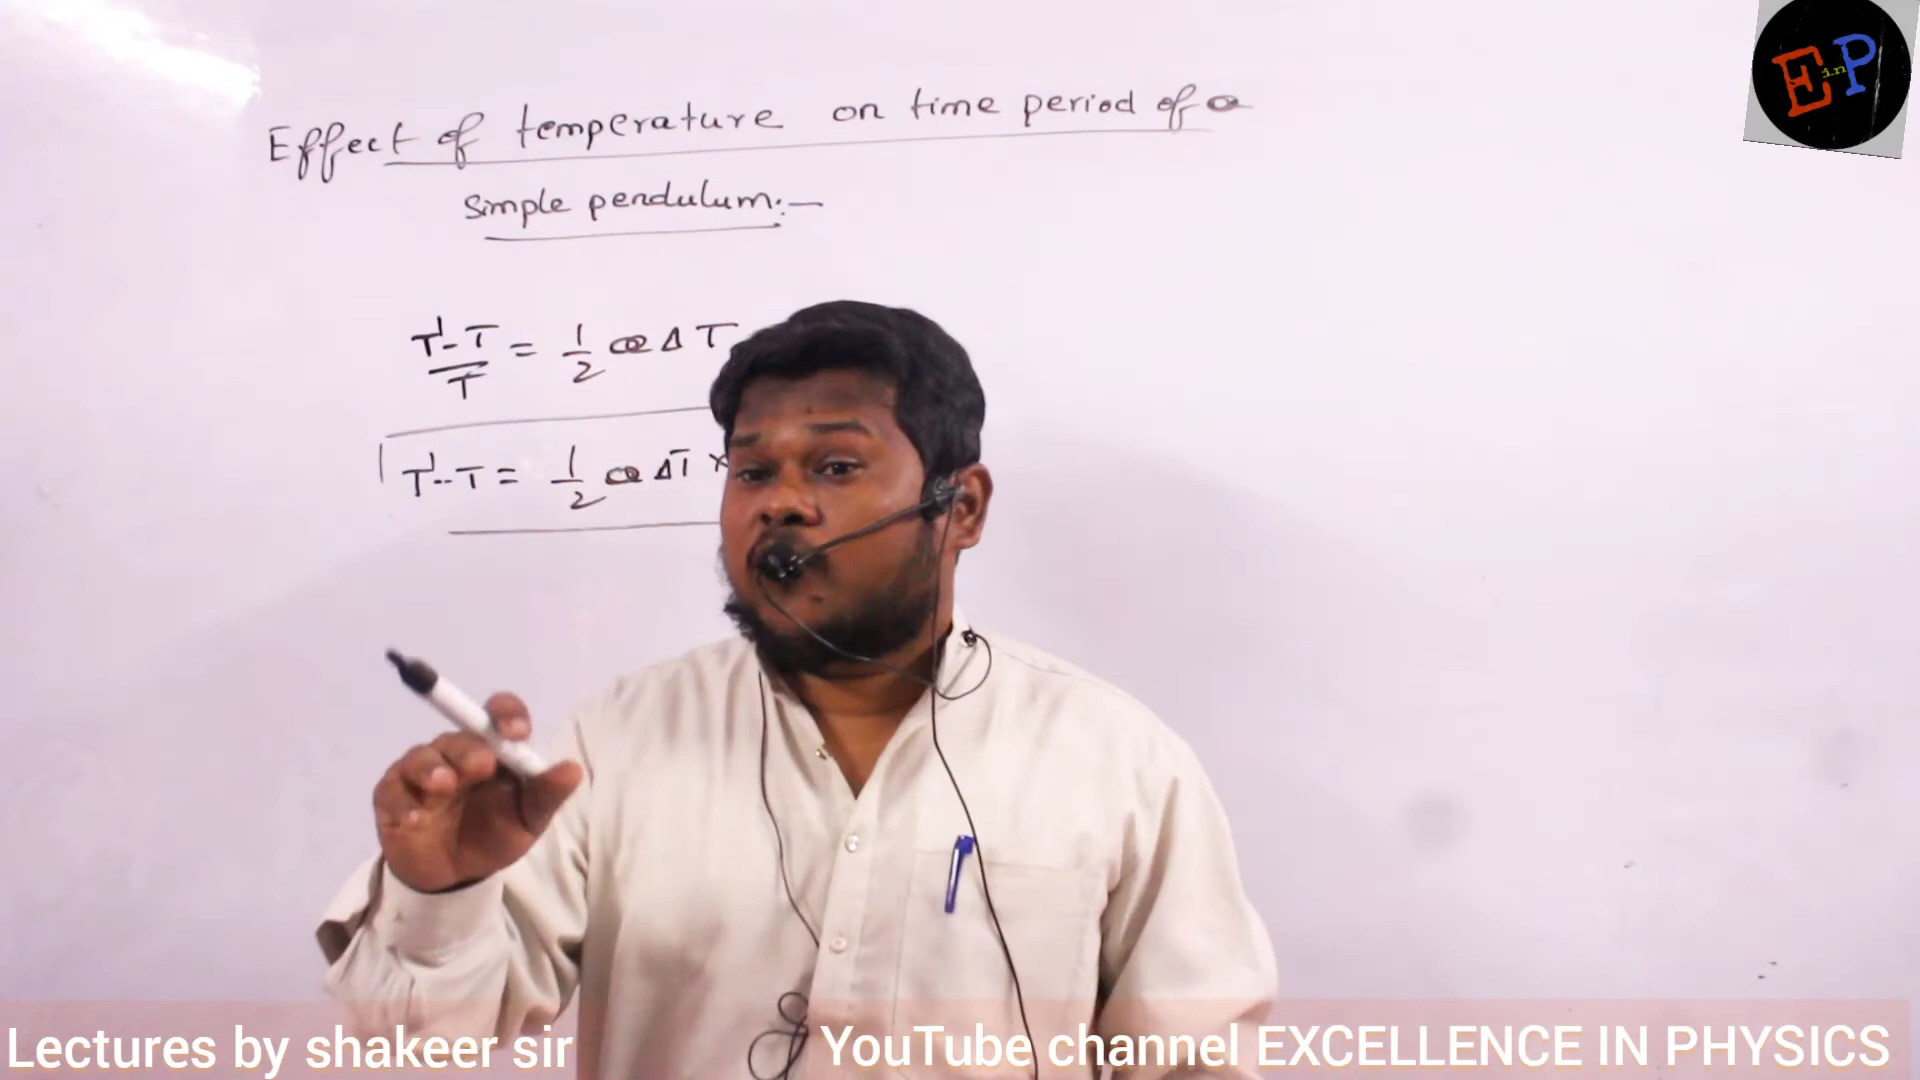 Effect of temperature on time period of a
simple pendulum:-
T'-T/T = 1/2 α ΔT
T'-T = 1/2 α ΔT ×
E in P
Lectures by shakeer sir
YouTube channel EXCELLENCE IN PHYSICS